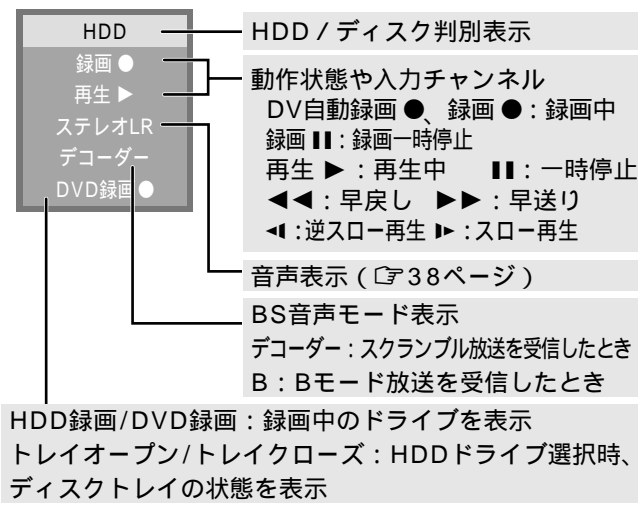 HDD
録画 ●
再生 ▶
ステレオLR
デコーダー
DVD録画 ●
HDD / ディスク判別表示
動作状態や入力チャンネル
DV自動録画 ●、録画 ●:録画中
録画 ▮▮:録画一時停止
再生 ▶:再生中 ▮▮:一時停止
◀◀:早戻し ▶▶:早送り
◀▮:逆スロー再生 ▮▶:スロー再生
音声表示(☞38ページ)
BS音声モード表示
デコーダー:スクランブル放送を受信したとき
B:Bモード放送を受信したとき
HDD録画/DVD録画:録画中のドライブを表示
トレイオープン/トレイクローズ:HDDドライブ選択時、
ディスクトレイの状態を表示